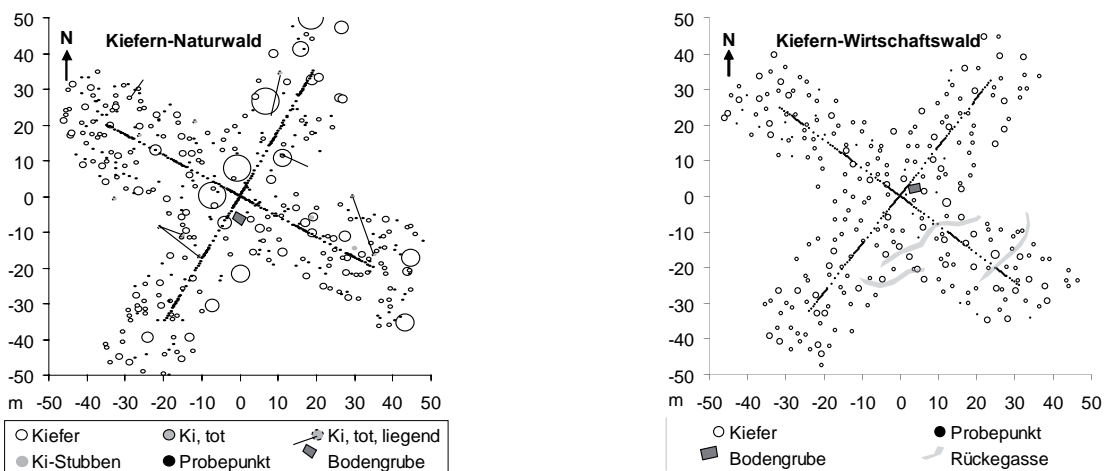 Kiefern-Naturwald
N
50
40
30
20
10
0
-10
-20
-30
-40
-50
m -50 -40 -30 -20 -10 0 10 20 30 40 50
Kiefer Ki, tot Ki, tot, liegend
Ki-Stubben Probepunkt Bodengrube
Kiefern-Wirtschaftswald
N
50
40
30
20
10
0
-10
-20
-30
-40
-50
m -50 -40 -30 -20 -10 0 10 20 30 40 50
Kiefer Probepunkt
Bodengrube Rückegasse